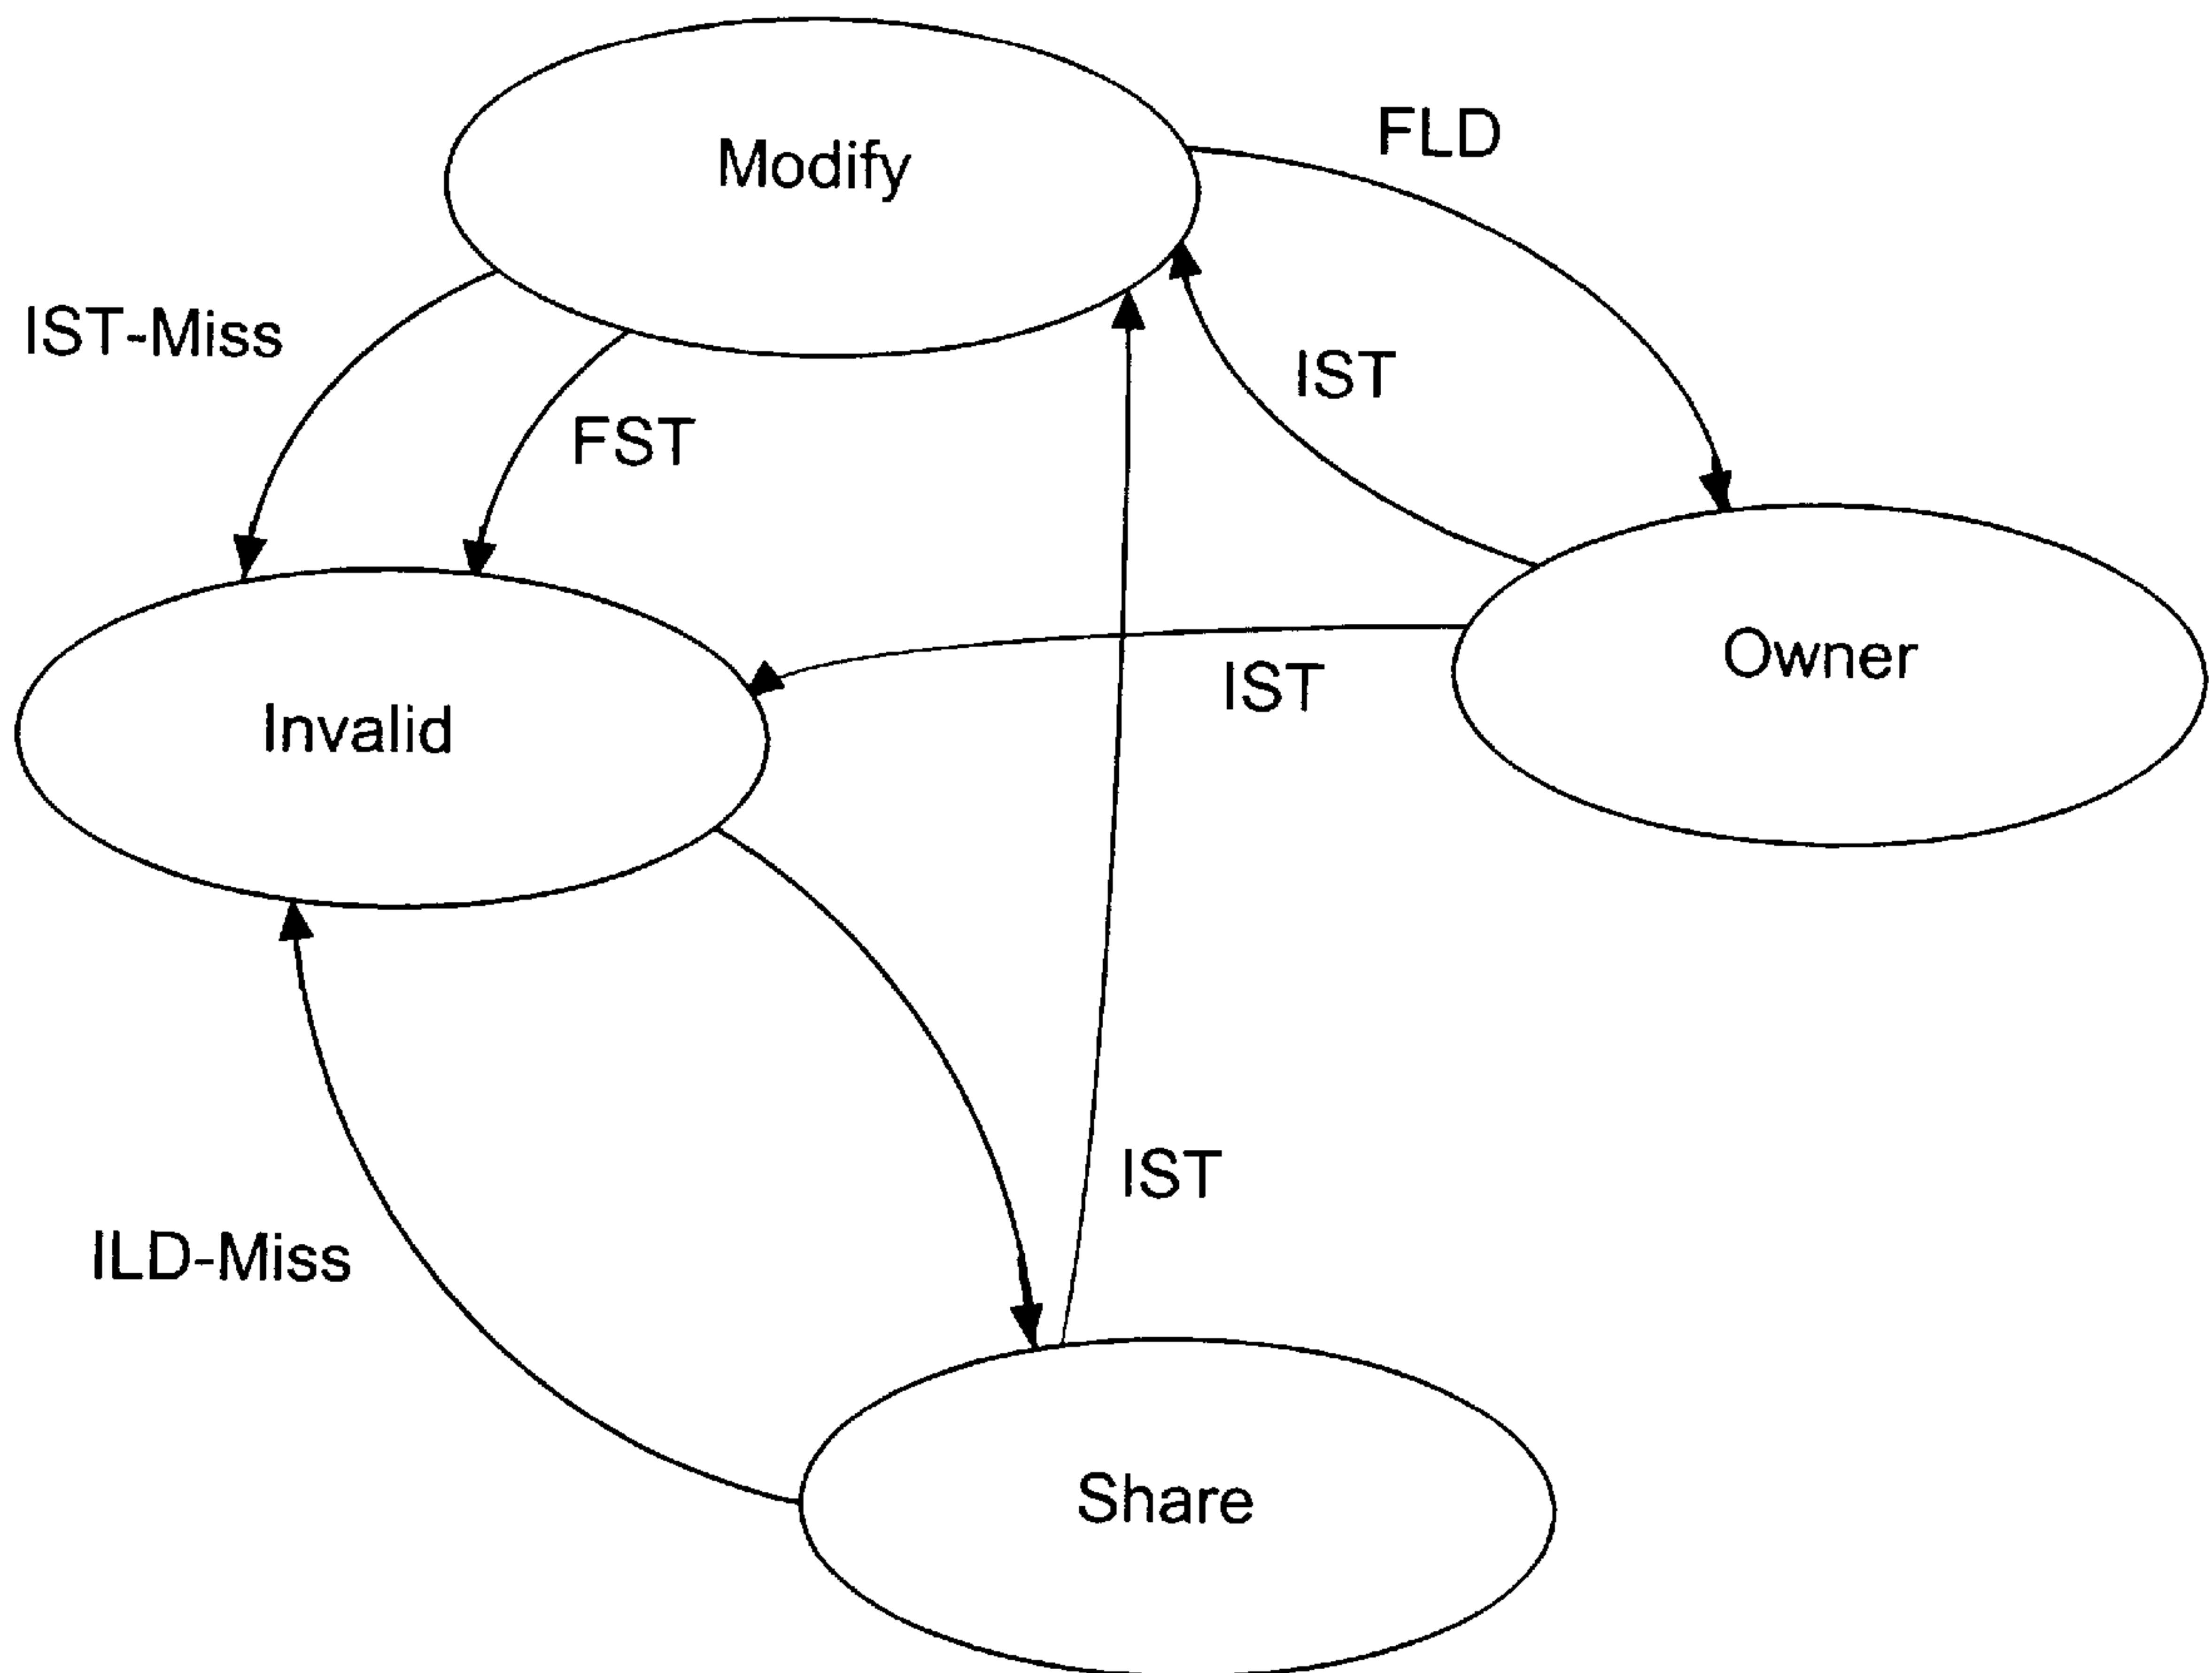 Modify
FLD
IST-Miss
IST
FST
Owner
IST
Invalid
IST
ILD-Miss
Share